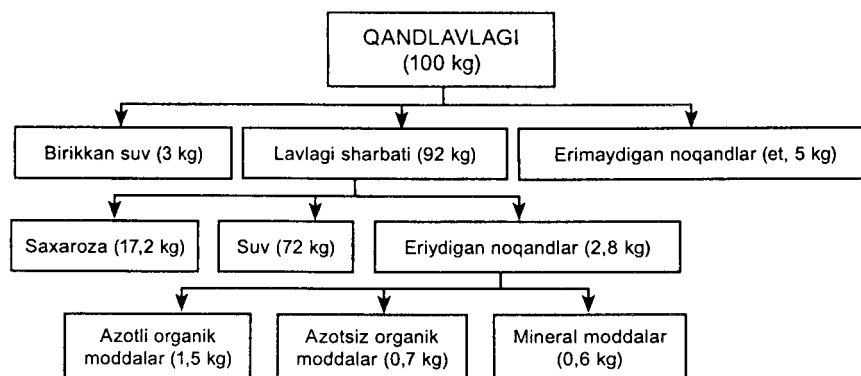 QANDLAVLAGI
(100 kg)
Birikkan suv (3 kg)
Lavlagi sharbati (92 kg)
Erimaydigan noqandlar (et, 5 kg)
Saxaroza (17,2 kg)
Suv (72 kg)
Eriydigan noqandlar (2,8 kg)
Azotli organik
moddalar (1,5 kg)
Azotsiz organik
moddalar (0,7 kg)
Mineral moddalar
(0,6 kg)